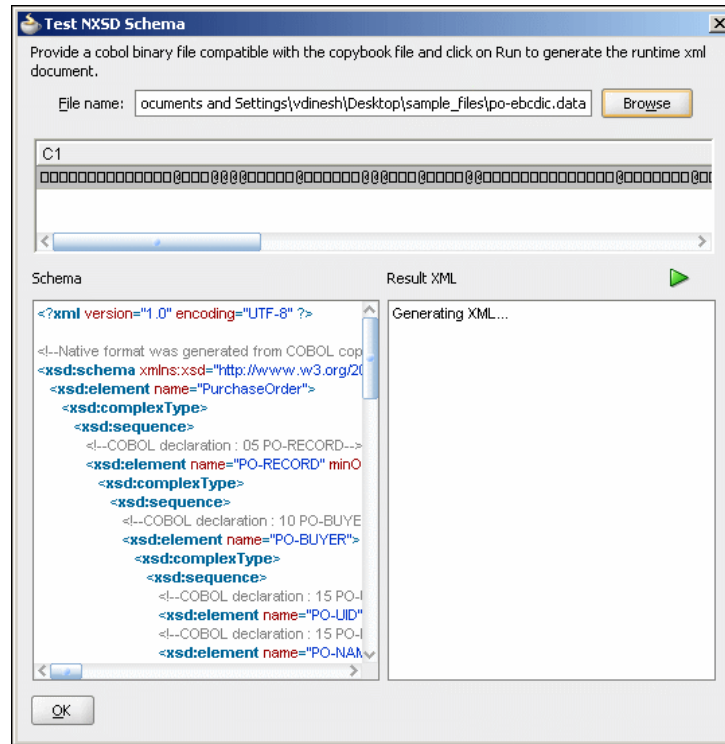 Test NXSD Schema
Provide a cobol binary file compatible with the copybook file and click on Run to generate the runtime xml
document.
File name: ocuments and Settings\vdinesh\Desktop\sample_files\po-ebcdic.data Browse
C1
□□□□□□□□□□□□□□□@□□□@@@@□□□□□@□□□□□□□@@@□□□@□□□□@@□□□□□□□□□□□□□□□@□□□□□□□@□
Schema Result XML
<?xml version="1.0" encoding="UTF-8" ?> Generating XML...
<!--Native format was generated from COBOL cop
<xsd:schema xmlns:xsd="http://www.w3.org/20
<xsd:element name="PurchaseOrder">
<xsd:complexType>
<xsd:sequence>
<!--COBOL declaration : 05 PO-RECORD-->
<xsd:element name="PO-RECORD" minO
<xsd:complexType>
<xsd:sequence>
<!--COBOL declaration : 10 PO-BUYE
<xsd:element name="PO-BUYER">
<xsd:complexType>
<xsd:sequence>
<!--COBOL declaration : 15 PO-
<xsd:element name="PO-UID"
<!--COBOL declaration : 15 PO-
<xsd:element name="PO-NAM
OK